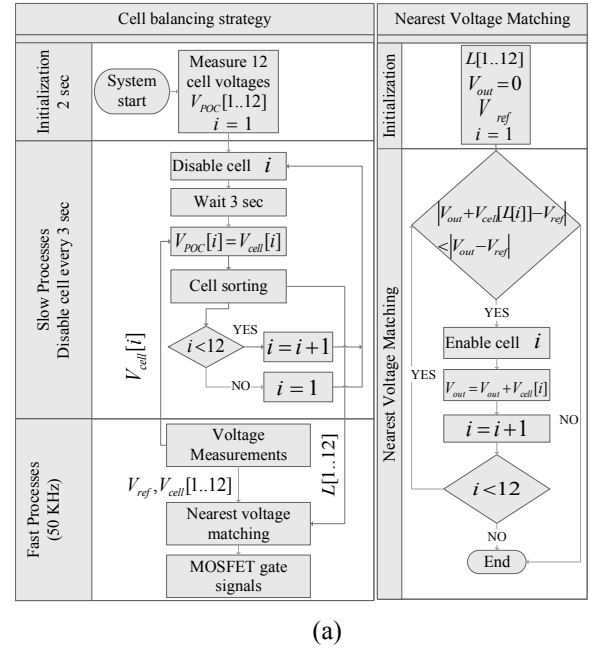 Cell balancing strategy
Initialization
2 sec
System
start
Measure 12
cell voltages
V_POC[1..12]
i = 1
Slow Processes
Disable cell every 3 sec
Disable cell i
Wait 3 sec
V_POC[i]=V_cell[i]
Cell sorting
i<12
YES
i=i+1
NO
i=1
V_cell[i]
L[1..12]
Fast Processes
(50 KHz)
Voltage
Measurements
V_ref,V_cell[1..12]
Nearest voltage
matching
MOSFET gate
signals
Nearest Voltage Matching
Initialization
L[1..12]
V_out=0
V_ref
i = 1
Nearest Voltage Matching
|V_out+V_cell[L[i]]-V_ref|
<|V_out-V_ref|
YES
Enable cell i
V_out=V_out+V_cell[i]
i=i+1
YES
NO
i<12
NO
End
(a)